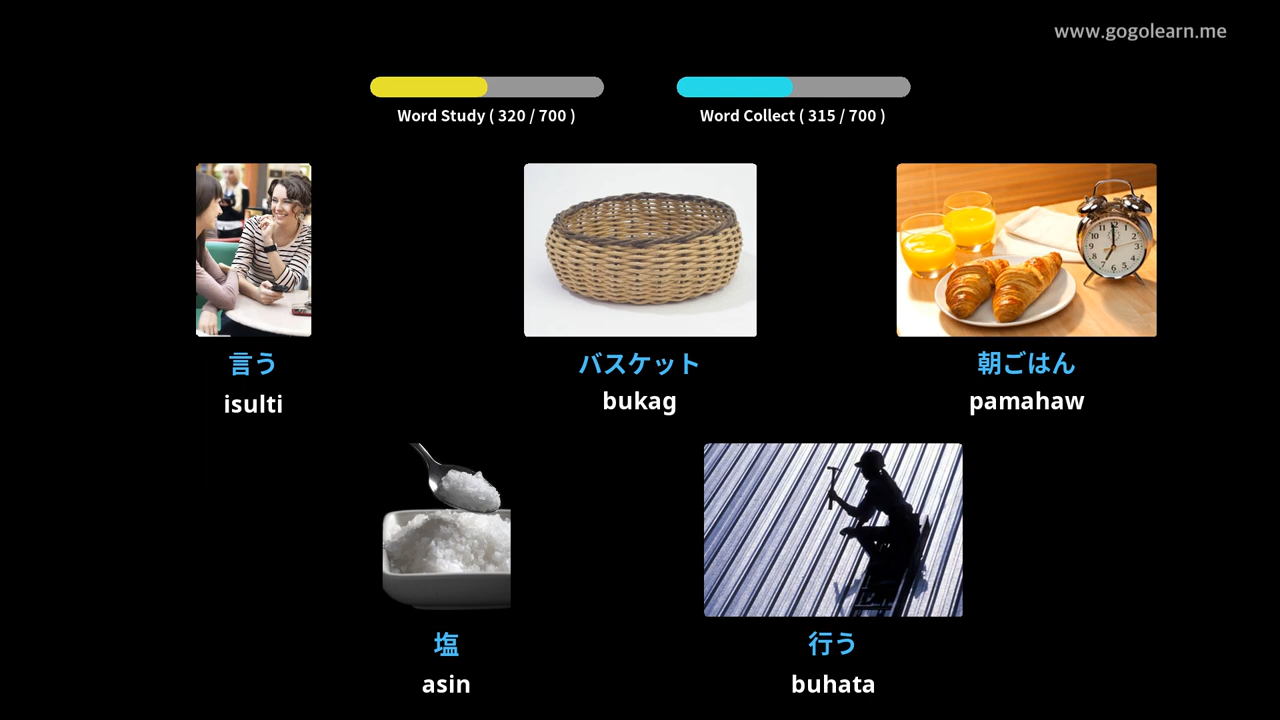 www.gogolearn.me
Word Study ( 320 / 700 )
Word Collect ( 315 / 700 )
言う
isulti
バスケット
bukag
朝ごはん
pamahaw
塩
asin
行う
buhata